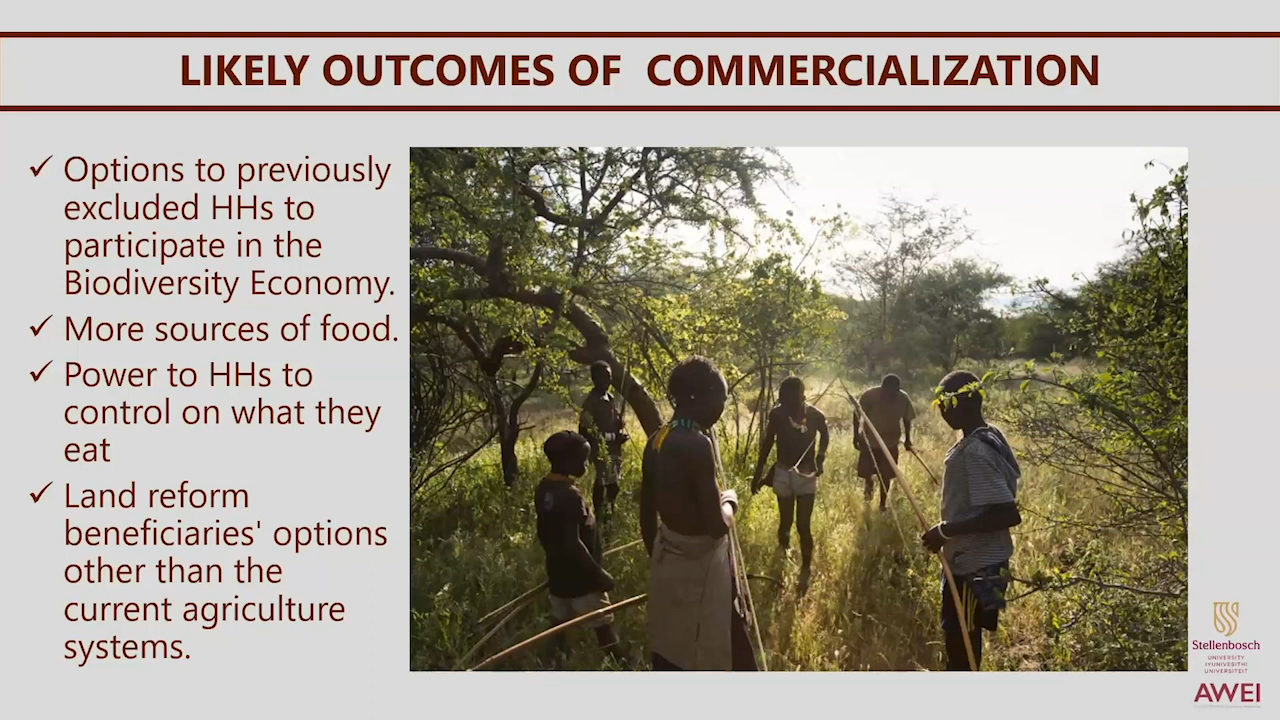 LIKELY OUTCOMES OF COMMERCIALIZATION
✓ Options to previously
excluded HHs to
participate in the
Biodiversity Economy.
✓ More sources of food.
✓ Power to HHs to
control on what they
eat
✓ Land reform
beneficiaries' options
other than the
current agriculture
systems.
Stellenbosch
UNIVERSITY
IYUNIVESITHI
UNIVERSITEIT
AWEI